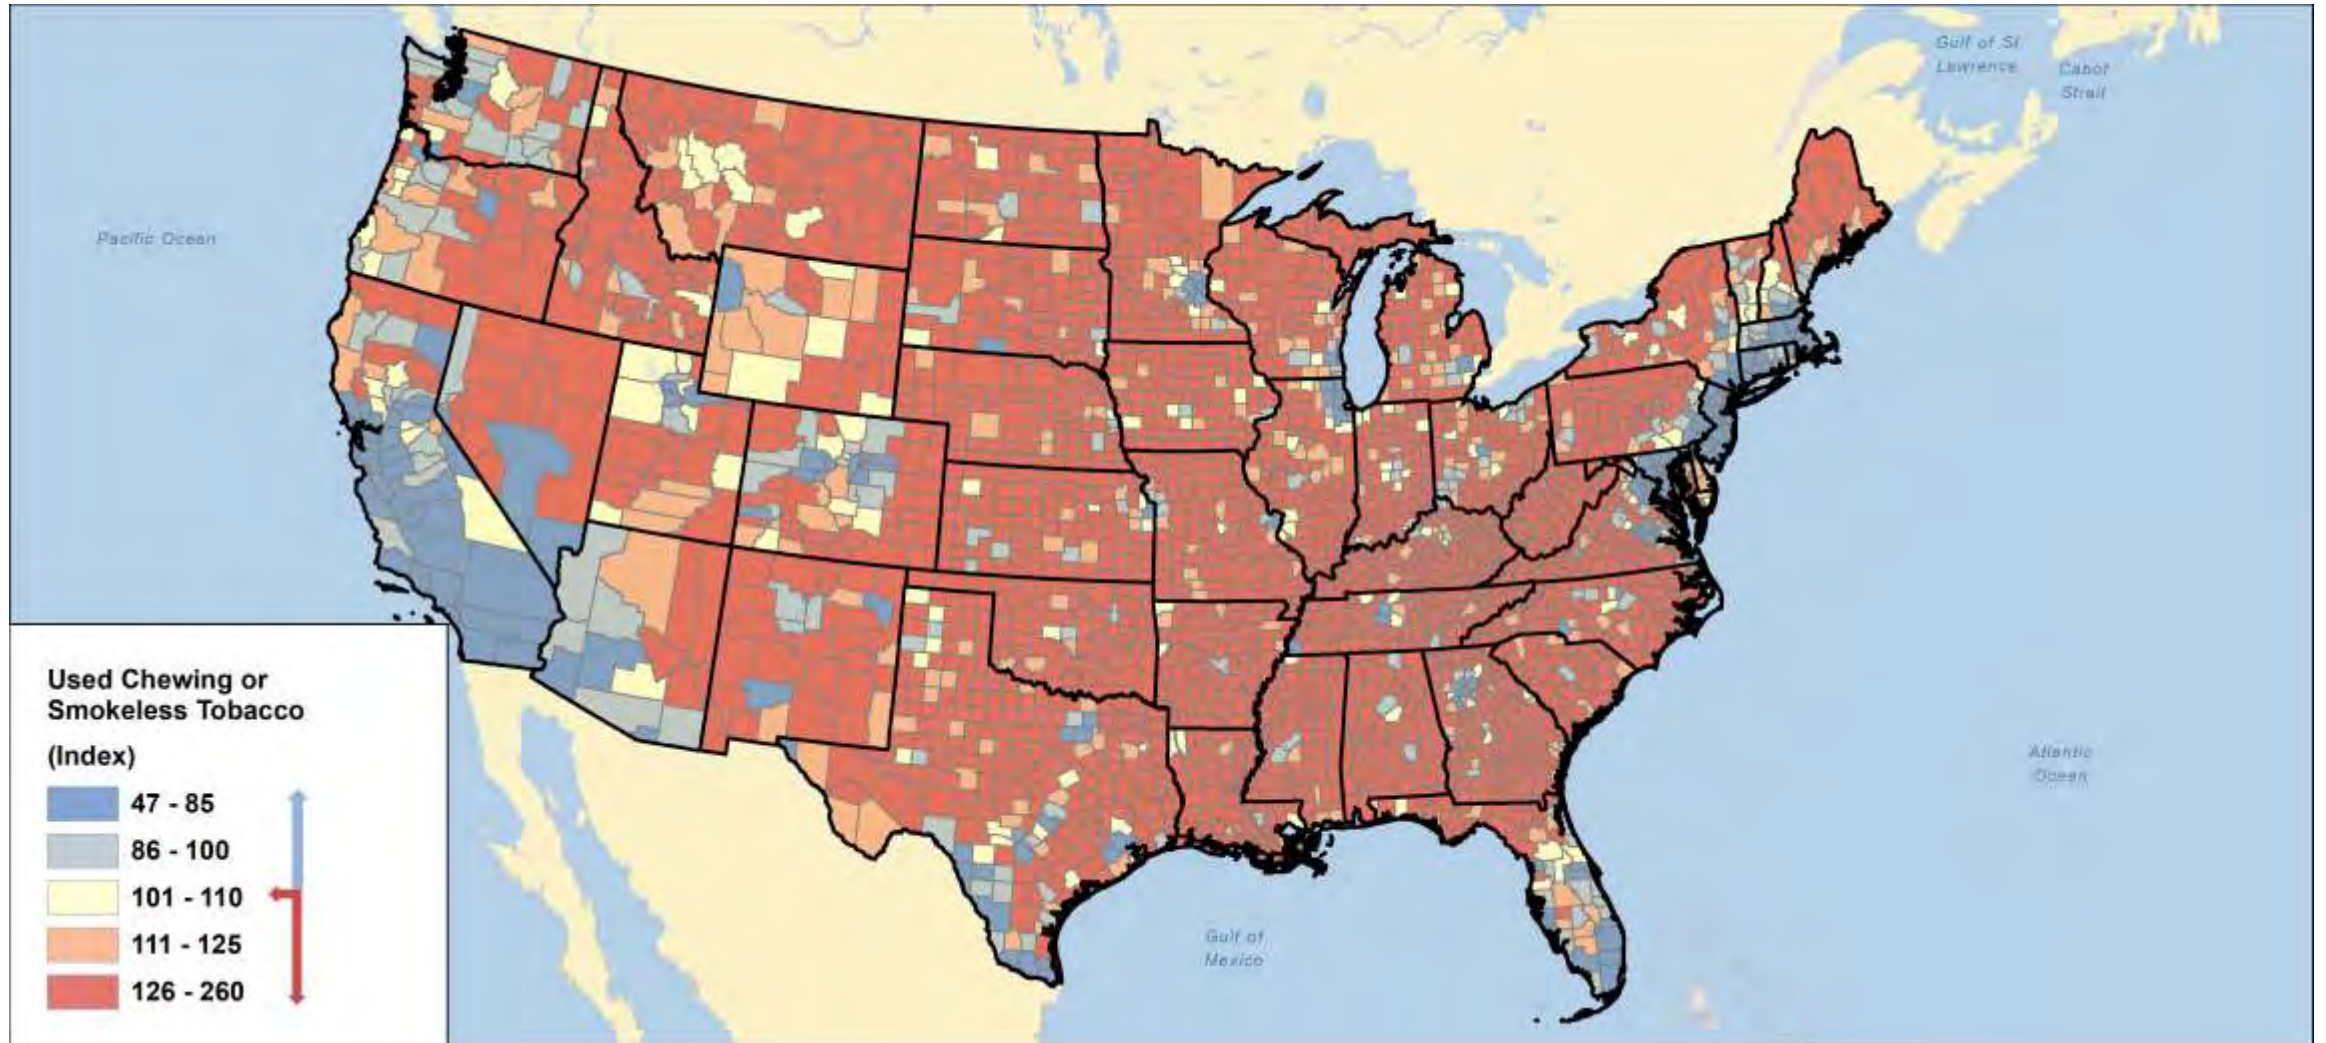 Gulf of St
Lawrence
Cabot
Strait
Pacific Ocean
Used Chewing or
Smokeless Tobacco
(Index)
47 - 85
86 - 100
101 - 110
111 - 125
126 - 260
Atlantic
Ocean
Gulf of
Mexico